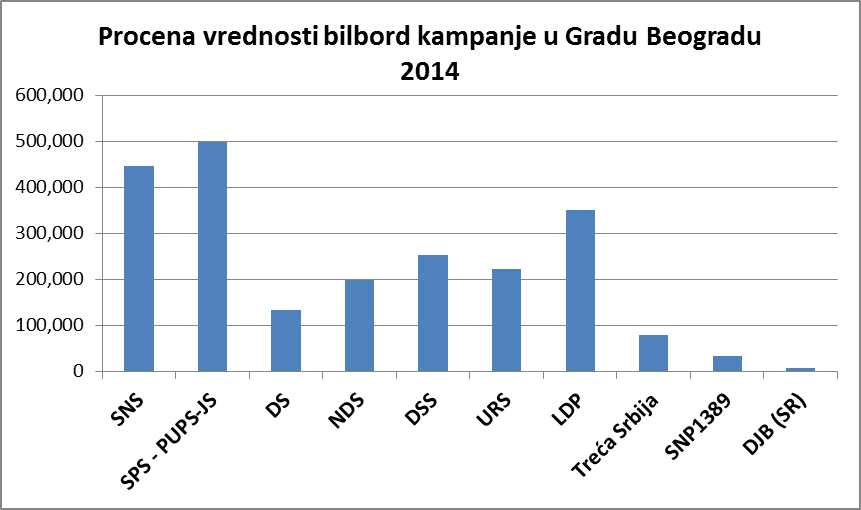 Procena vrednosti bilbord kampanje u Gradu Beogradu
2014
600,000
500,000
400,000
300,000
200,000
100,000
0
SNS
SPS - PUPS-JS
DS
NDS
DSS
URS
LDP
Treća Srbija
SNP1389
DJB (SR)